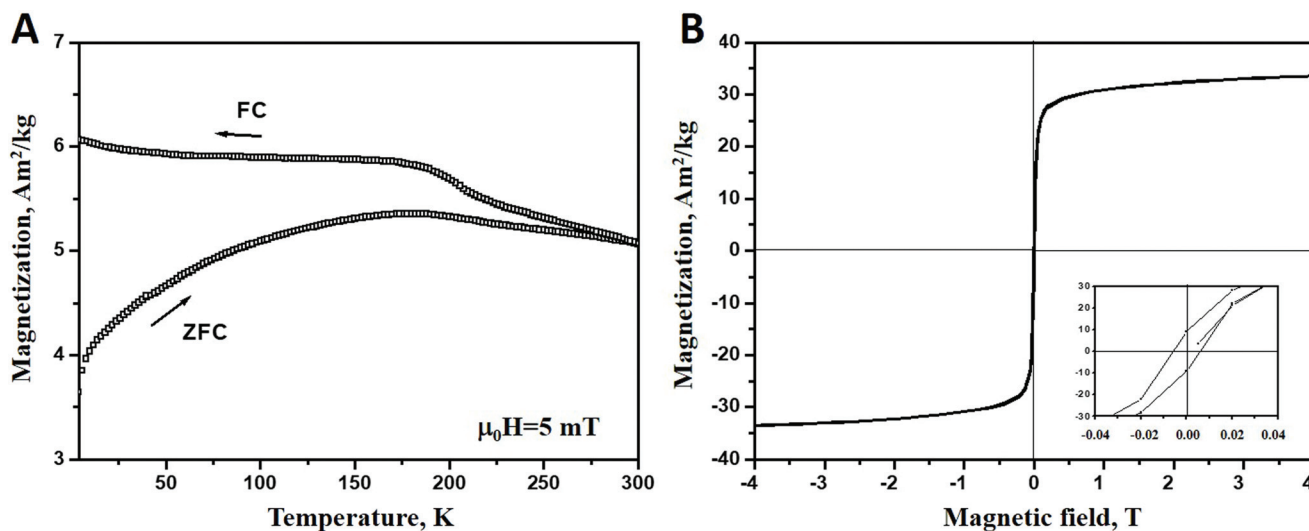 A
7
6
5
4
3
Magnetization, Am²/kg
FC
ZFC
μ₀H=5 mT
50 100 150 200 250 300
Temperature, K
B
40
30
20
10
0
-10
-20
-30
-40
Magnetization, Am²/kg
-4 -3 -2 -1 0 1 2 3 4
Magnetic field, T
30
20
10
0
-10
-20
-30
-0.04 -0.02 0.00 0.02 0.04